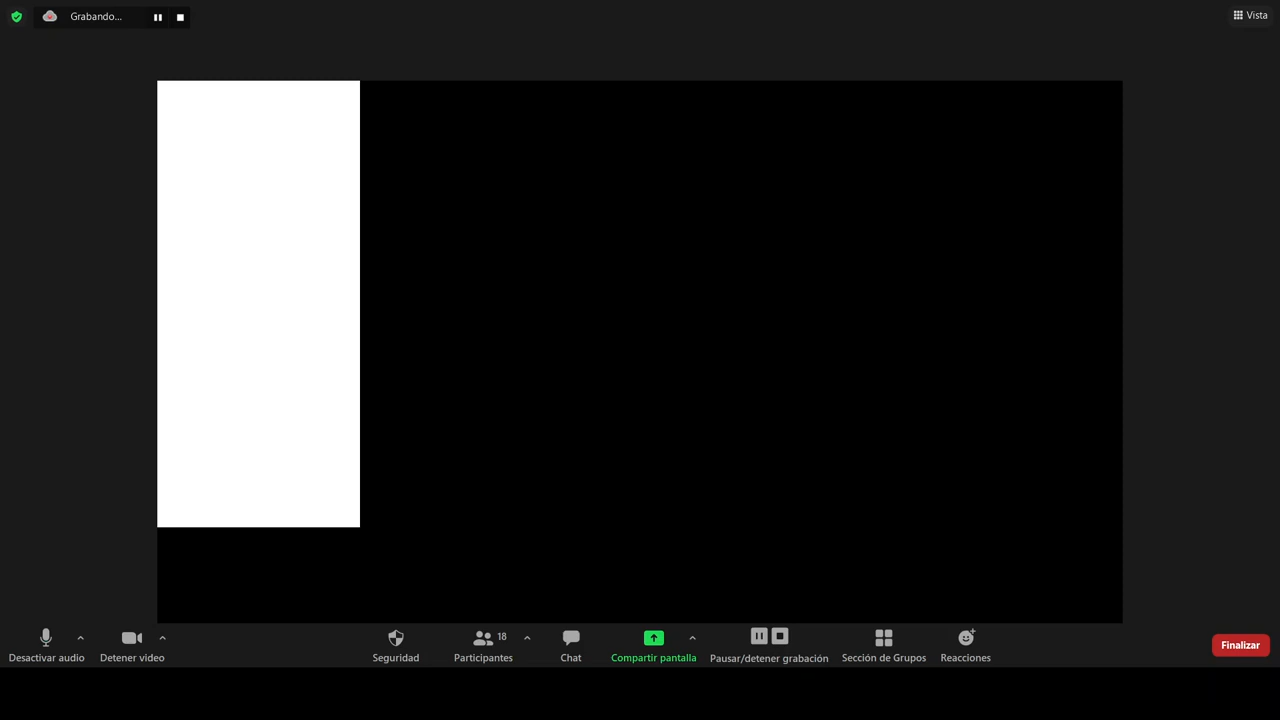 Grabando...
Vista
18
Desactivar audio
Detener video
Seguridad
Participantes
Chat
Compartir pantalla
Pausar/detener grabación
Sección de Grupos
Reacciones
Finalizar